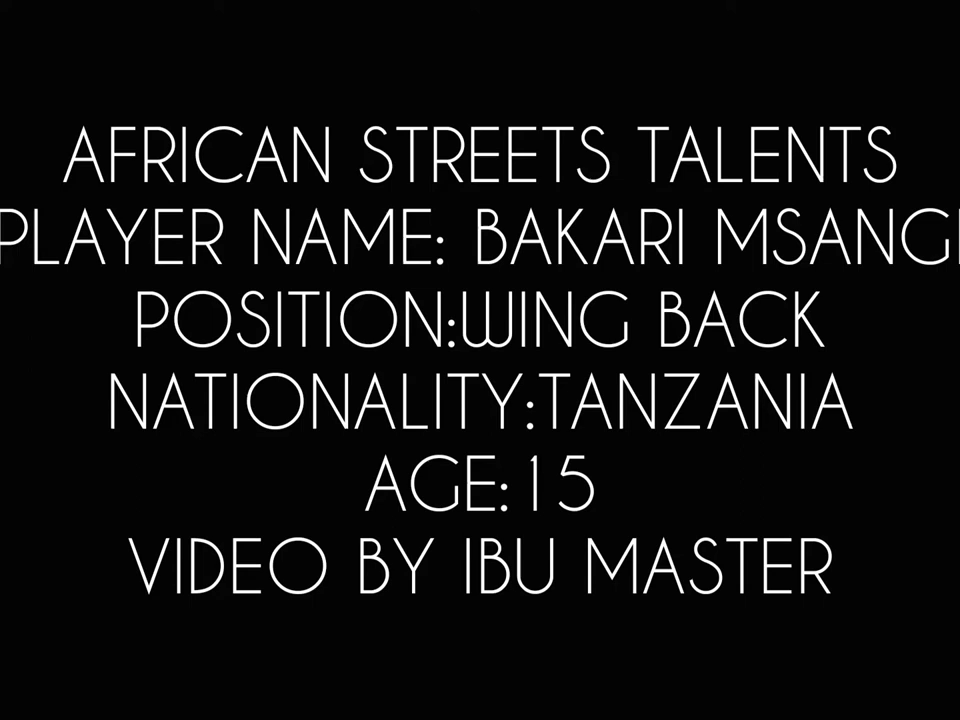 AFRICAN STREETS TALENTS
PLAYER NAME: BAKARI MSANGI
POSITION:WING BACK
NATIONALITY:TANZANIA
AGE:15
VIDEO BY IBU MASTER